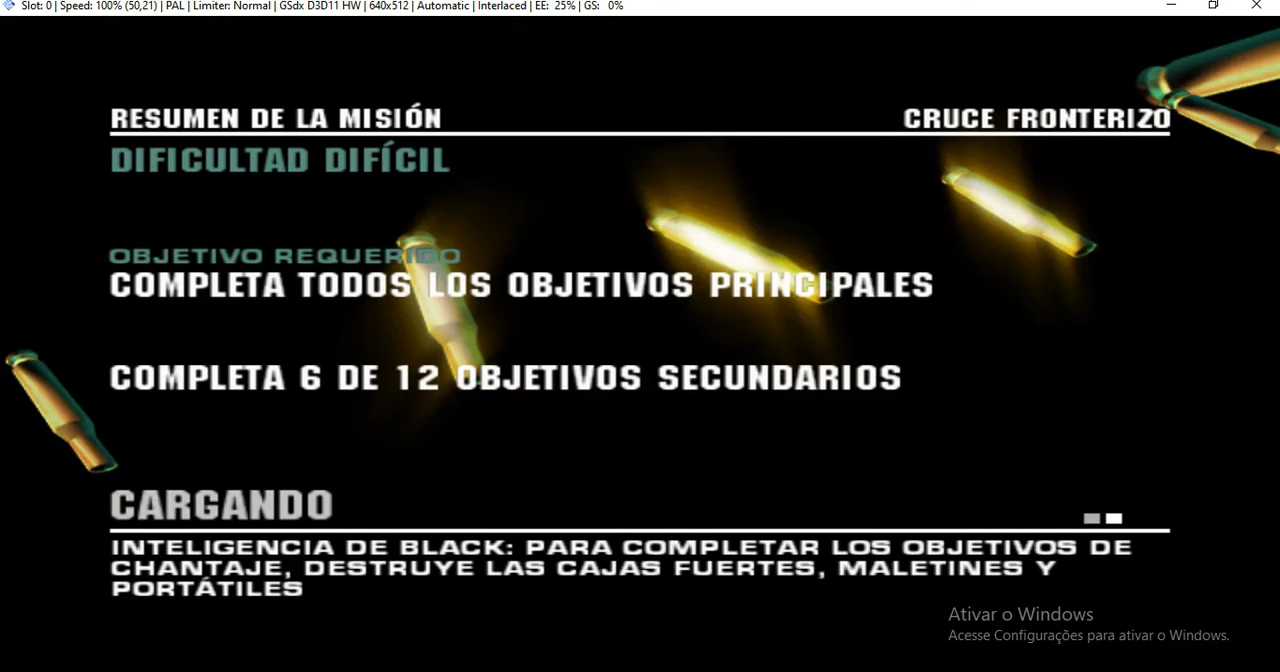 Slot: 0 | Speed: 100% (50,21) | PAL | Limiter: Normal | GSdx D3D11 HW | 640x512 | Automatic | Interlaced | EE: 25% | GS: 0%
RESUMEN DE LA MISIÓN CRUCE FRONTERIZO
DIFICULTAD DIFÍCIL
OBJETIVO REQUERIDO
COMPLETA TODOS LOS OBJETIVOS PRINCIPALES
COMPLETA 6 DE 12 OBJETIVOS SECUNDARIOS
CARGANDO
INTELIGENCIA DE BLACK: PARA COMPLETAR LOS OBJETIVOS DE
CHANTAJE, DESTRUYE LAS CAJAS FUERTES, MALETINES Y
PORTÁTILES
Ativar o Windows
Acesse Configurações para ativar o Windows.